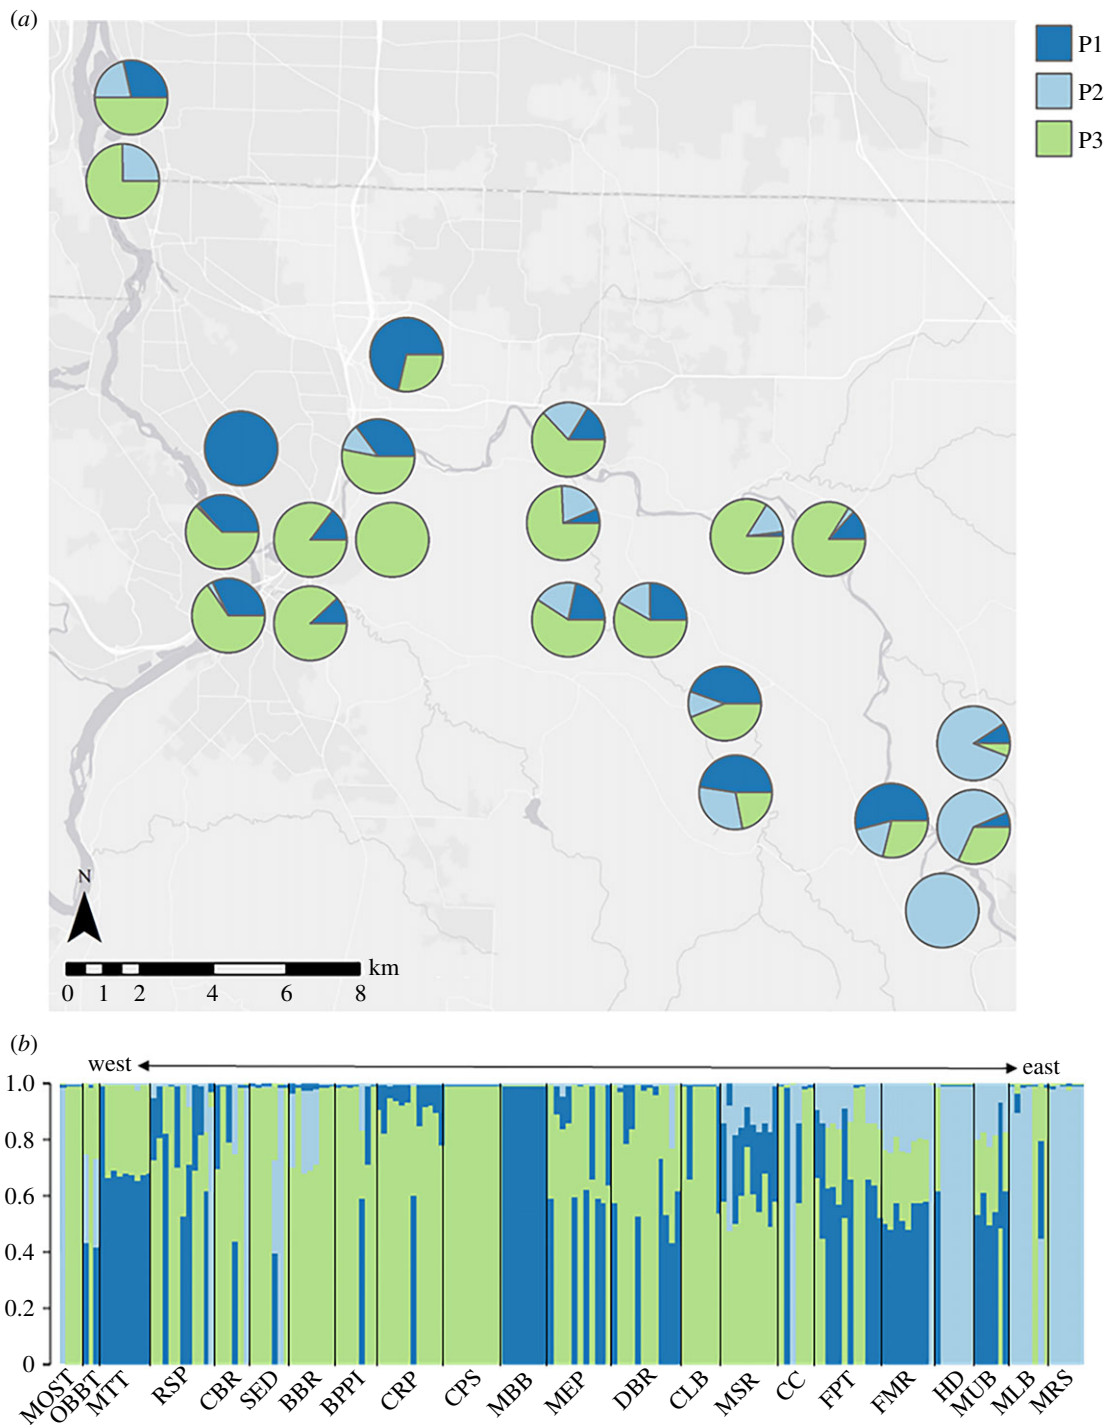 (a)
P1
P2
P3
N
km
0 1 2 4 6 8
(b)
west east
1.0
0.8
0.6
0.4
0.2
0
MOST OBBT MTT RSP CBR SED BBR BPPI CRP CPS MBB MEP DBR CLB MSR CC FPT FMR HD MUB MLB MRS